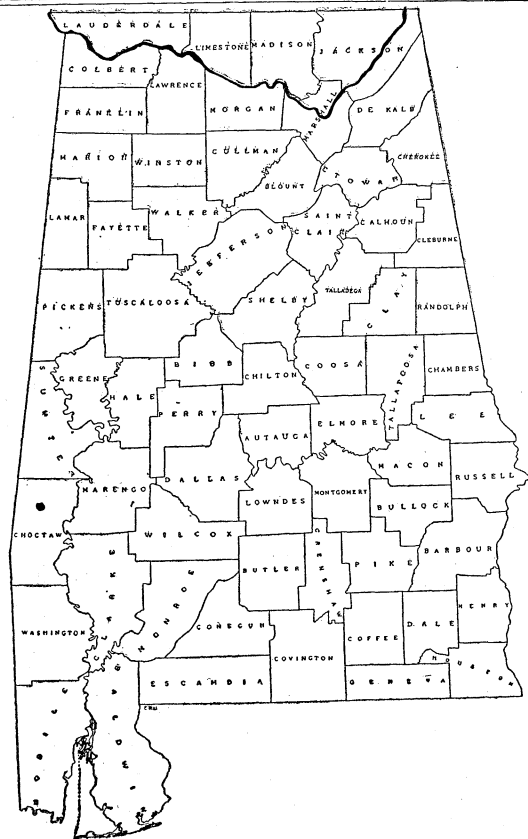 LAUDERDALE
LIMESTONE
MADISON
JACKSON
COLBERT
LAWRENCE
FRANKLIN
MORGAN
MARSHALL
DE KALB
MARION
WINSTON
CULLMAN
BLOUNT
ETOWAH
CHEROKEE
LAMAR
FAYETTE
WALKER
JEFFERSON
SAINT
CLAIR
CALHOUN
CLEBURNE
PICKENS
TUSCALOOSA
SHELBY
TALLADEGA
CLAY
RANDOLPH
SUMTER
GREENE
HALE
BIBB
PERRY
CHILTON
COOSA
TALLAPOOSA
CHAMBERS
AUTAUGA
ELMORE
LEE
MARENGO
DALLAS
LOWNDES
MONTGOMERY
MACON
BULLOCK
RUSSELL
CHOCTAW
CLARKE
WILCOX
BUTLER
CRENSHAW
PIKE
BARBOUR
WASHINGTON
MONROE
CONECUH
COVINGTON
COFFEE
DALE
HENRY
MOBILE
BALDWIN
ESCAMBIA
GENEVA
HOUSTON